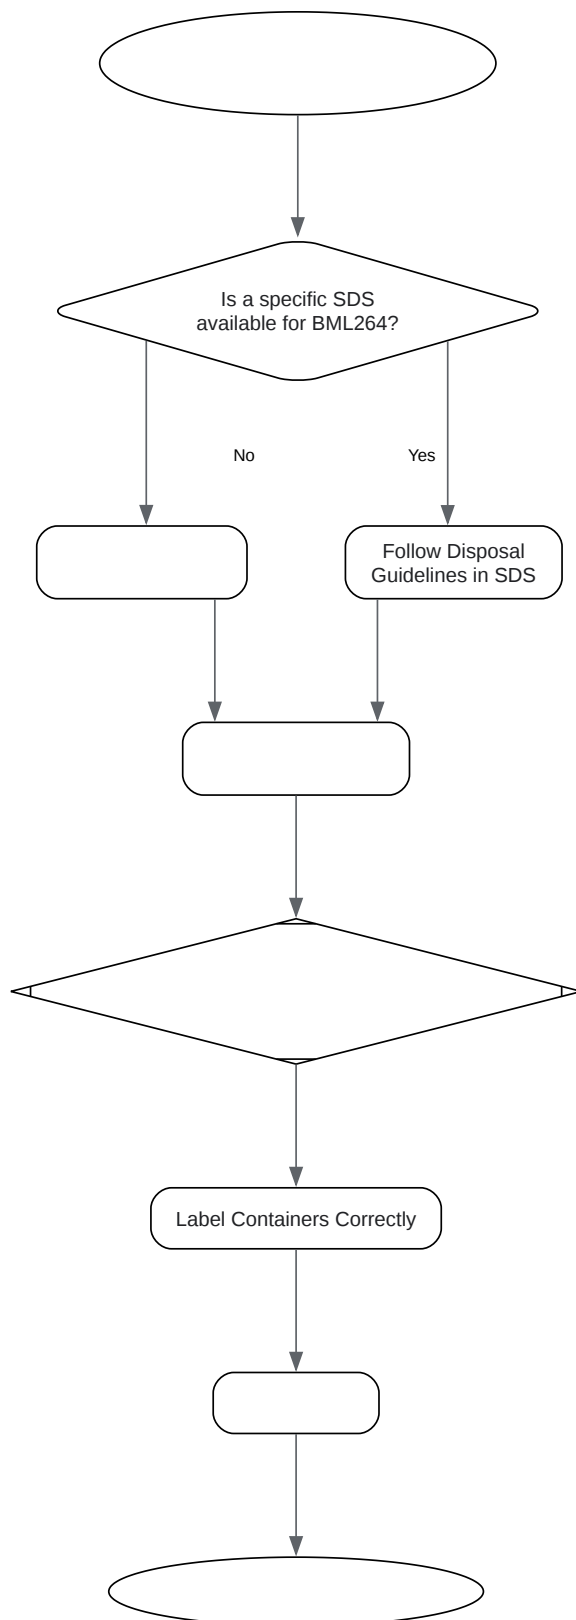 Is a specific SDS
available for BML264?
No
Yes
Follow Disposal
Guidelines in SDS
Label Containers Correctly